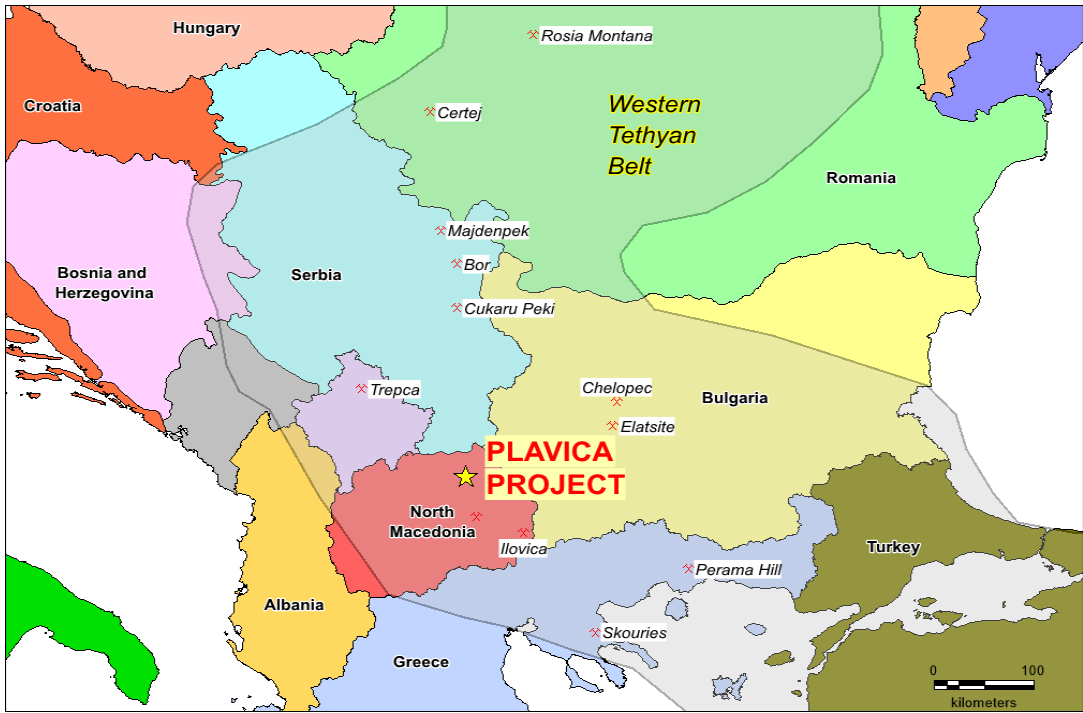 Hungary
Rosia Montana
Croatia
Certej
Western
Tethyan
Belt
Romania
Majdenpek
Bosnia and
Herzegovina
Serbia
Bor
Cukaru Peki
Trepca
Chelopec
Bulgaria
Elatsite
PLAVICA
PROJECT
North
Macedonia
Ilovica
Turkey
Perama Hill
Albania
Skouries
Greece
0 100
kilometers